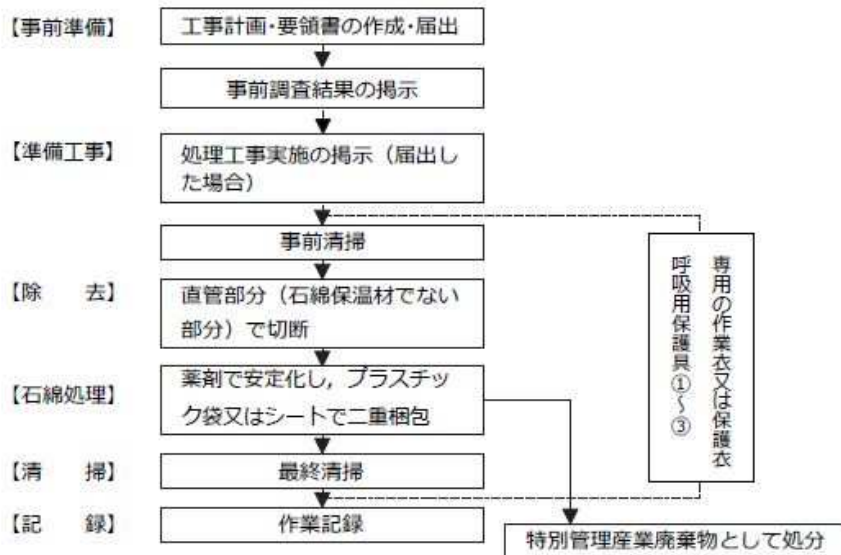 【事前準備】
工事計画・要領書の作成・届出
事前調査結果の掲示
【準備工事】
処理工事実施の掲示（届出し
た場合）
事前清掃
【除　　去】
直管部分（石綿保温材でない
部分）で切断
【石綿処理】
薬剤で安定化し，プラスチッ
ク袋又はシートで二重梱包
【清　　掃】
最終清掃
【記　　録】
作業記録
専用の作業衣又は保護衣
呼吸用保護具①～③
特別管理産業廃棄物として処分